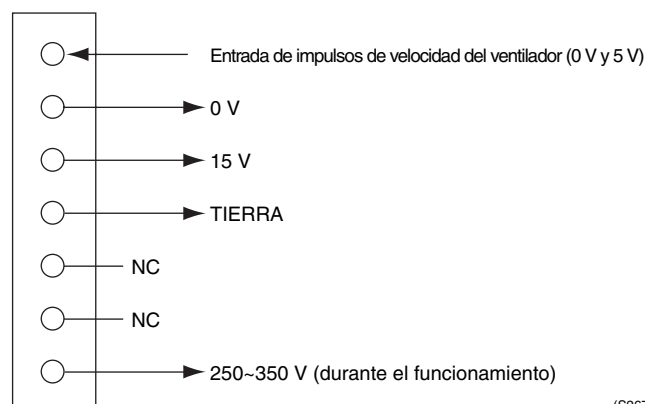 Entrada de impulsos de velocidad del ventilador (0 V y 5 V)
0 V
15 V
TIERRA
NC
NC
250~350 V (durante el funcionamiento)